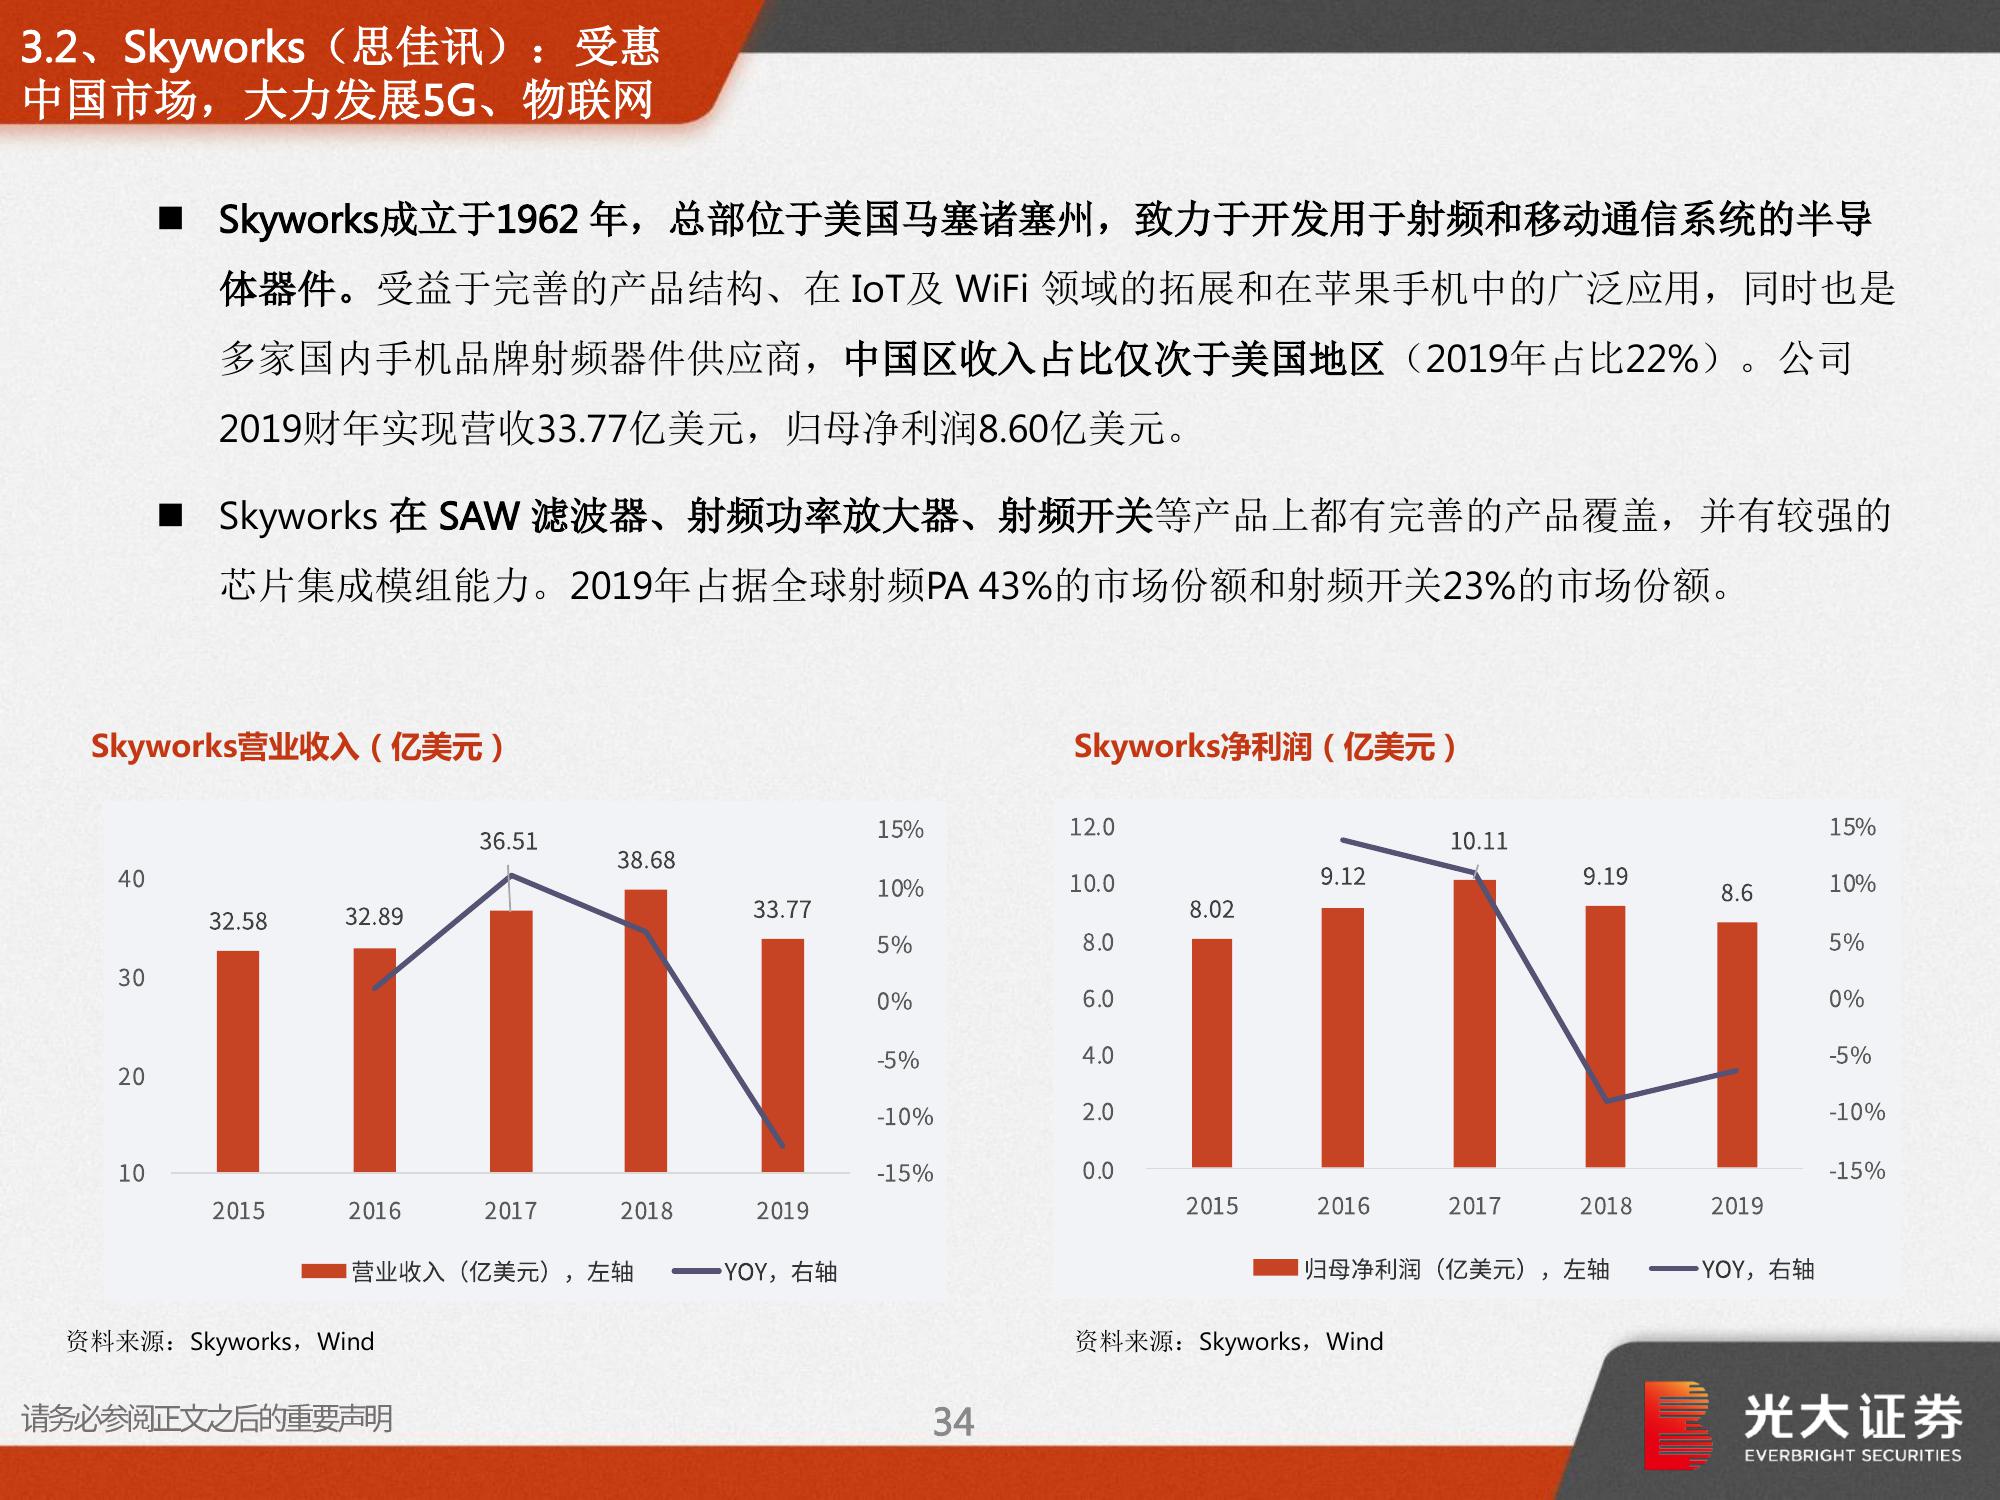 3.2、Skyworks（思佳讯）：受惠
中国市场，大力发展5G、物联网
■ Skyworks成立于1962 年，总部位于美国马塞诸塞州，致力于开发用于射频和移动通信系统的半导
体器件。受益于完善的产品结构、在 IoT及 WiFi 领域的拓展和在苹果手机中的广泛应用，同时也是
多家国内手机品牌射频器件供应商，中国区收入占比仅次于美国地区（2019年占比22%）。公司
2019财年实现营收33.77亿美元，归母净利润8.60亿美元。
■ Skyworks 在 SAW 滤波器、射频功率放大器、射频开关等产品上都有完善的产品覆盖，并有较强的
芯片集成模组能力。2019年占据全球射频PA 43%的市场份额和射频开关23%的市场份额。
Skyworks营业收入（亿美元）
40
30
20
10
32.58
32.89
36.51
38.68
33.77
15%
10%
5%
0%
-5%
-10%
-15%
2015 2016 2017 2018 2019
营业收入（亿美元），左轴 YOY，右轴
资料来源：Skyworks，Wind
Skyworks净利润（亿美元）
12.0
10.0
8.0
6.0
4.0
2.0
0.0
8.02
9.12
10.11
9.19
8.6
15%
10%
5%
0%
-5%
-10%
-15%
2015 2016 2017 2018 2019
归母净利润（亿美元），左轴 YOY，右轴
资料来源：Skyworks，Wind
请务必参阅正文之后的重要声明
34
光大证券
EVERBRIGHT SECURITIES